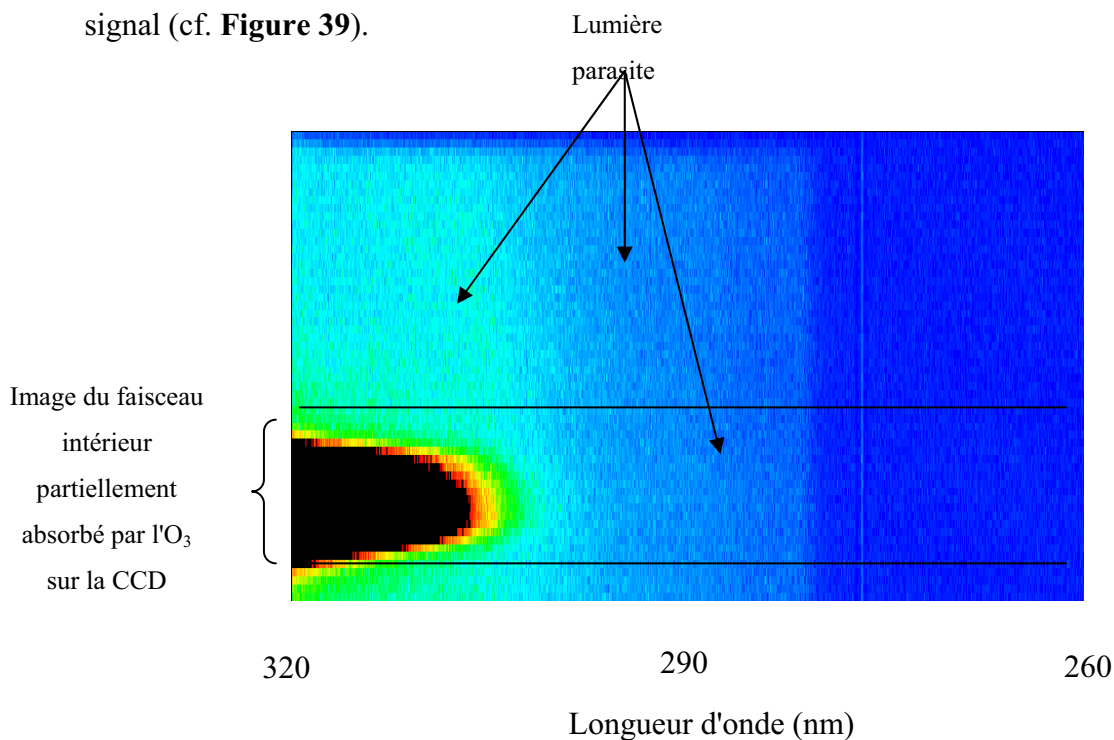 signal (cf. Figure 39).
Lumière
parasite
Image du faisceau
intérieur
partiellement
absorbé par l'O₃
sur la CCD
320
290
260
Longueur d'onde (nm)